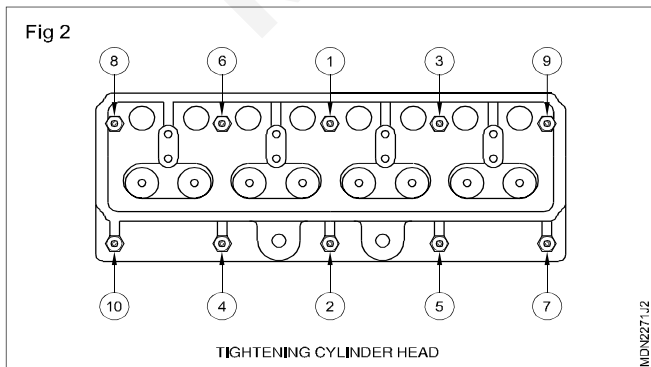 Fig 2
8 6 1 3 9
10 4 2 5 7
TIGHTENING CYLINDER HEAD
MDN2271J2